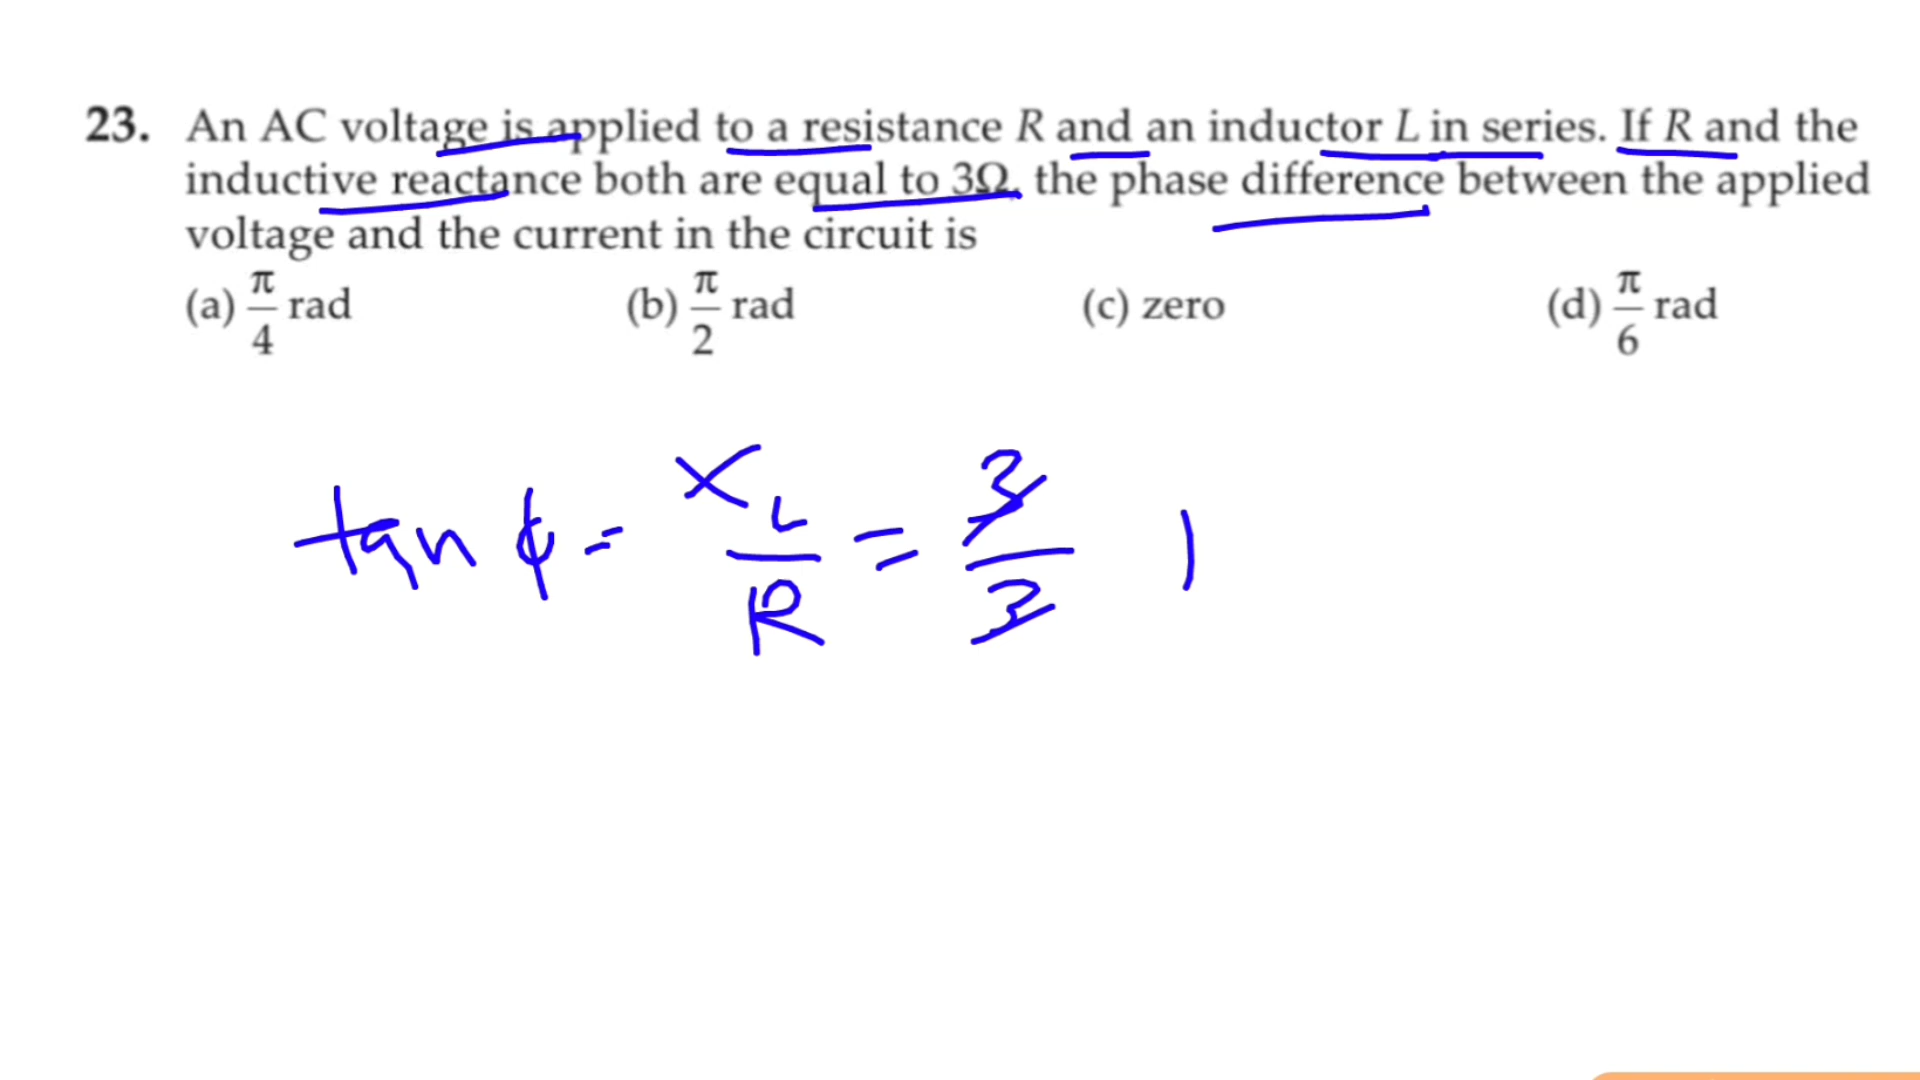 23. An AC voltage is applied to a resistance R and an inductor L in series. If R and the
inductive reactance both are equal to 3Ω, the phase difference between the applied
voltage and the current in the circuit is
(a) π/4 rad (b) π/2 rad (c) zero (d) π/6 rad
tan ϕ = X_L/R = 3/3 1